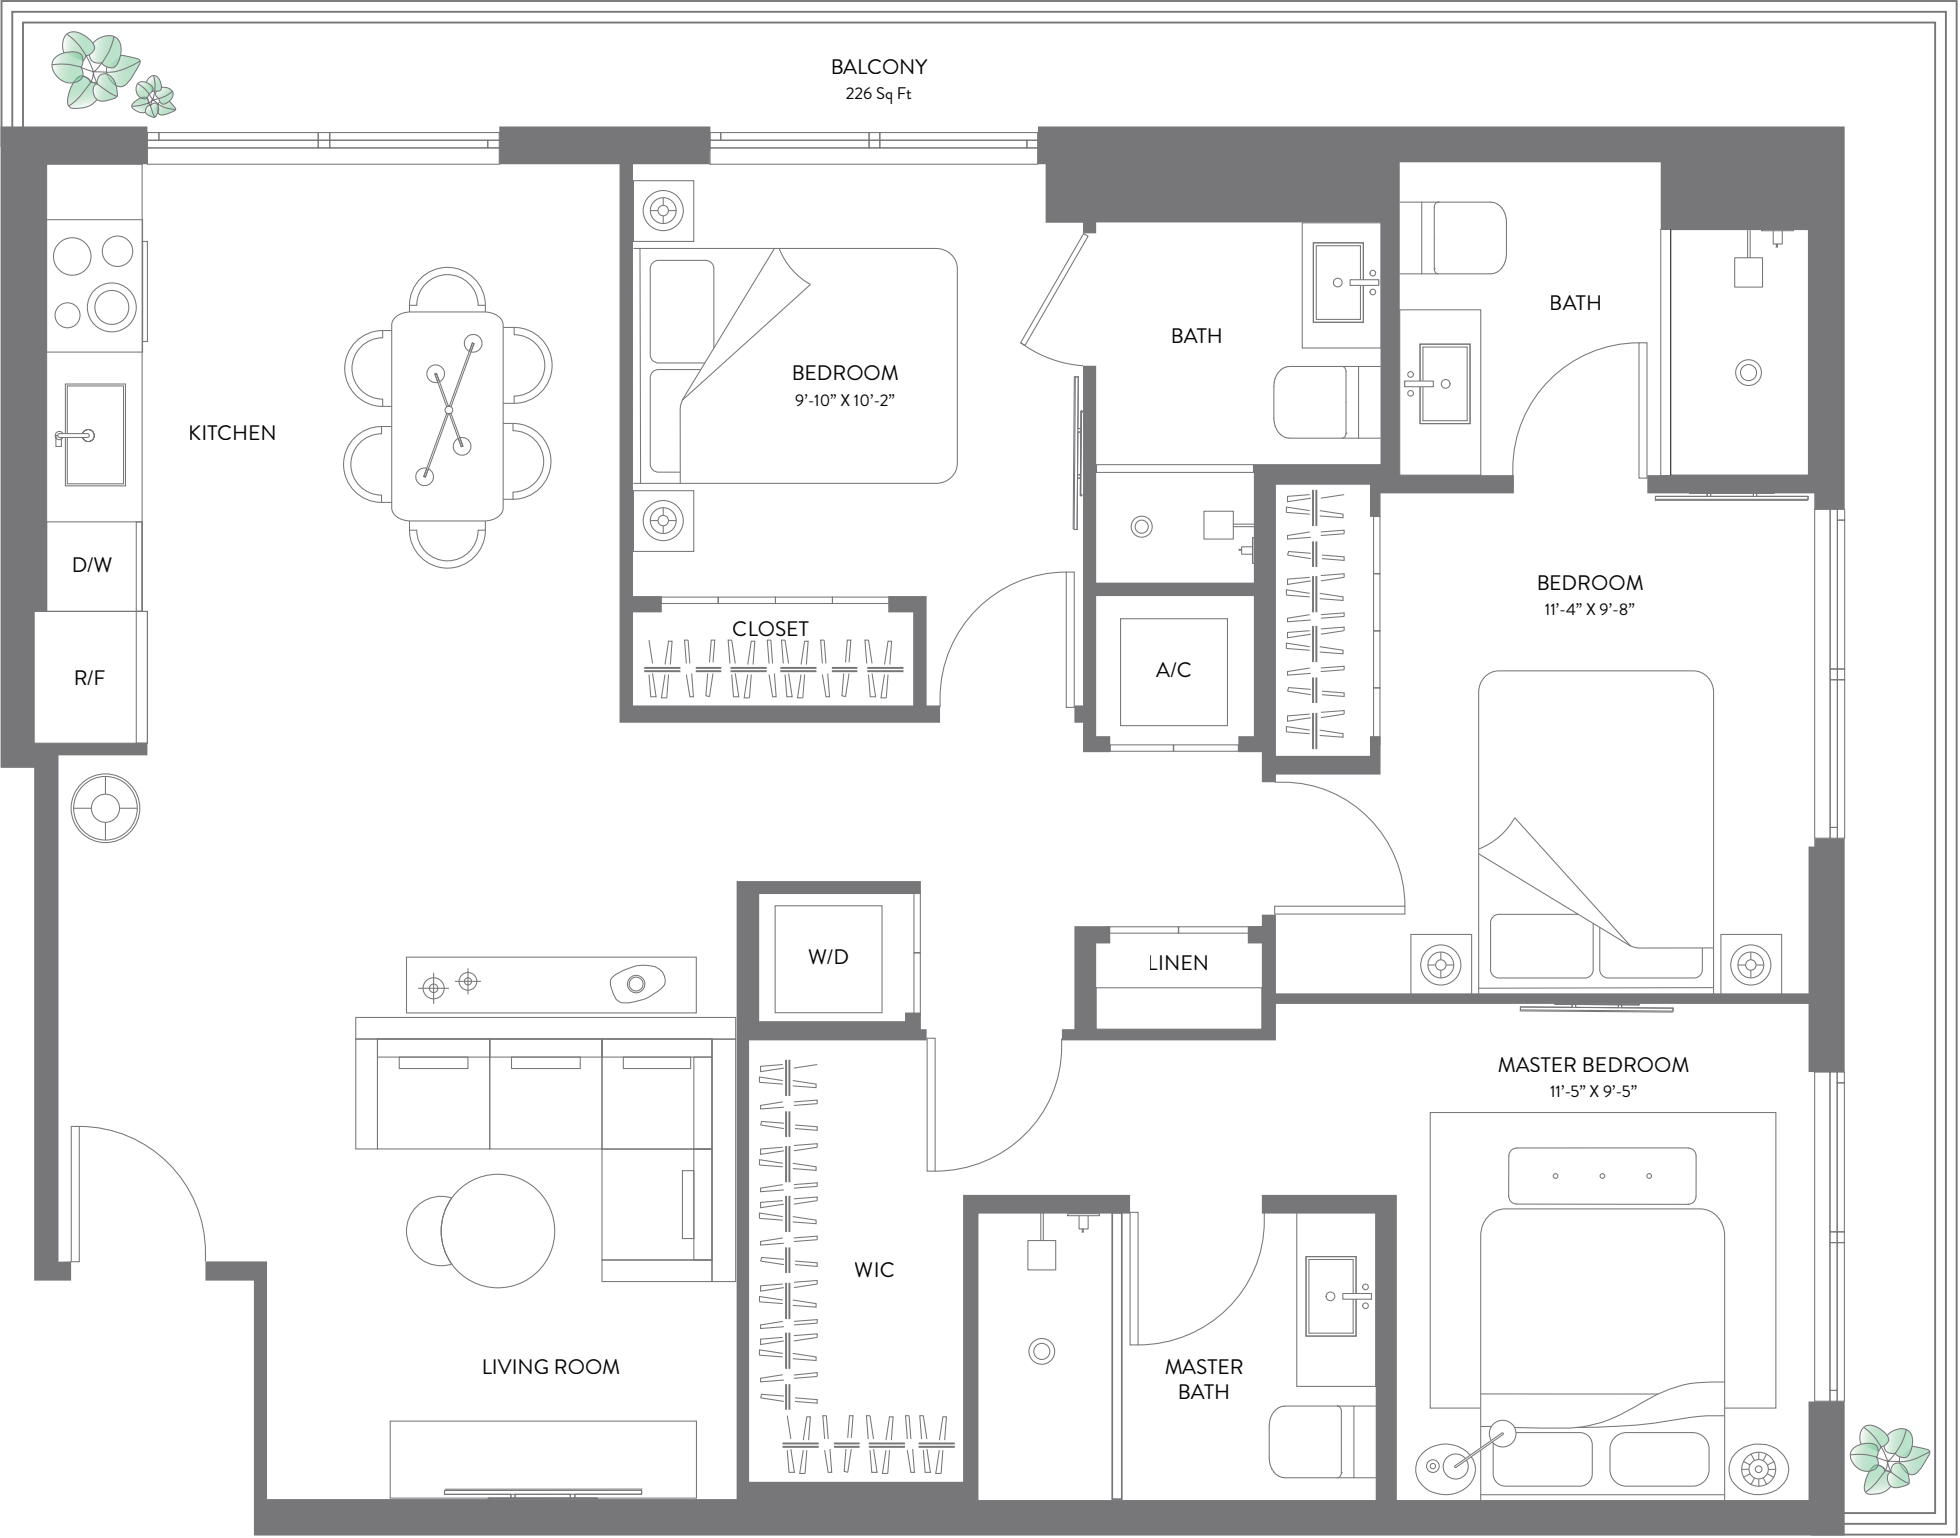 BALCONY
226 Sq Ft
KITCHEN
D/W
R/F
BEDROOM
9'-10” X 10'-2”
CLOSET
BATH
BATH
A/C
BEDROOM
11'-4” X 9'-8”
W/D
LINEN
MASTER BEDROOM
11'-5” X 9'-5”
WIC
LIVING ROOM
MASTER
BATH